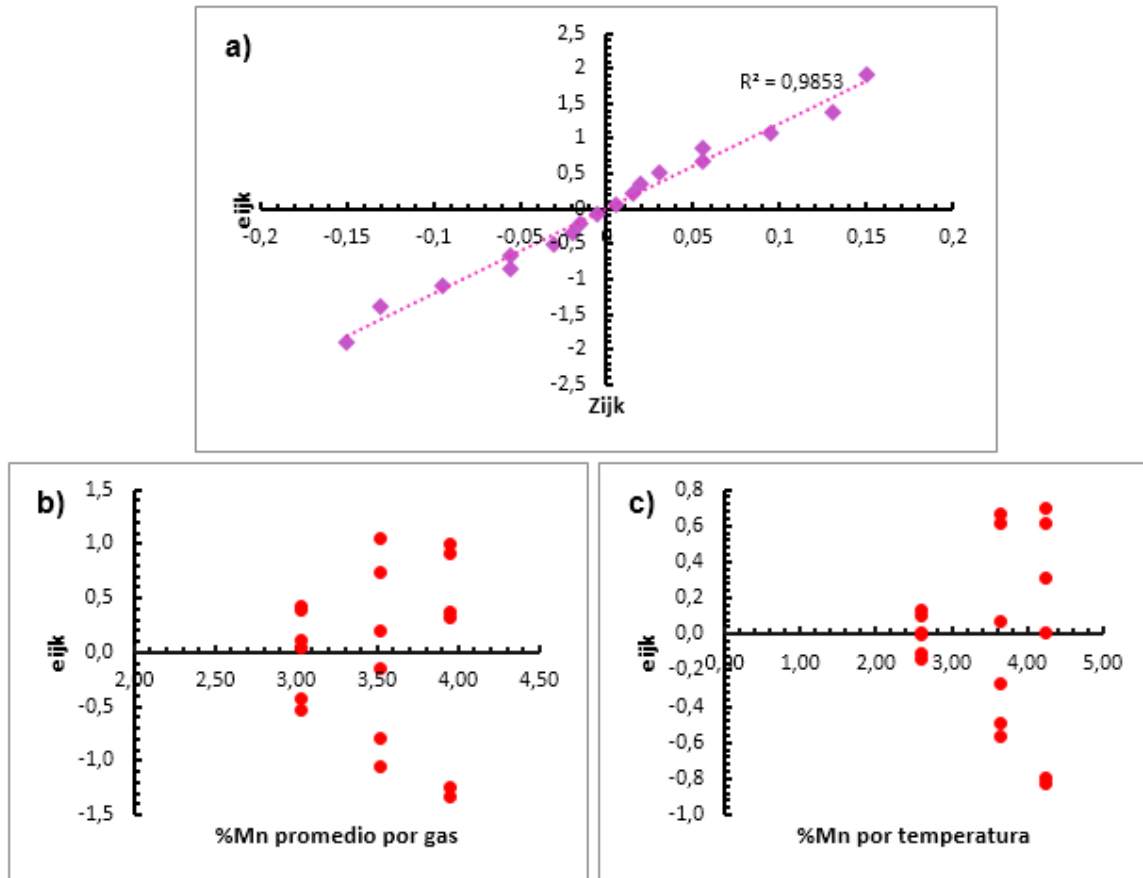 a)
R² = 0,9853
2,5
2
1,5
1
0,5
0
-0,5
-1
-1,5
-2
-2,5
-0,2 -0,15 -0,1 -0,05 0 0,05 0,1 0,15 0,2
eijk
Zijk
b)
1,5
1,0
0,5
0,0
-0,5
-1,0
-1,5
2,00 2,50 3,00 3,50 4,00 4,50
eijk
%Mn promedio por gas
c)
0,8
0,6
0,4
0,2
0,0
-0,2
-0,4
-0,6
-0,8
-1,0
0,00 1,00 2,00 3,00 4,00 5,00
eijk
%Mn por temperatura